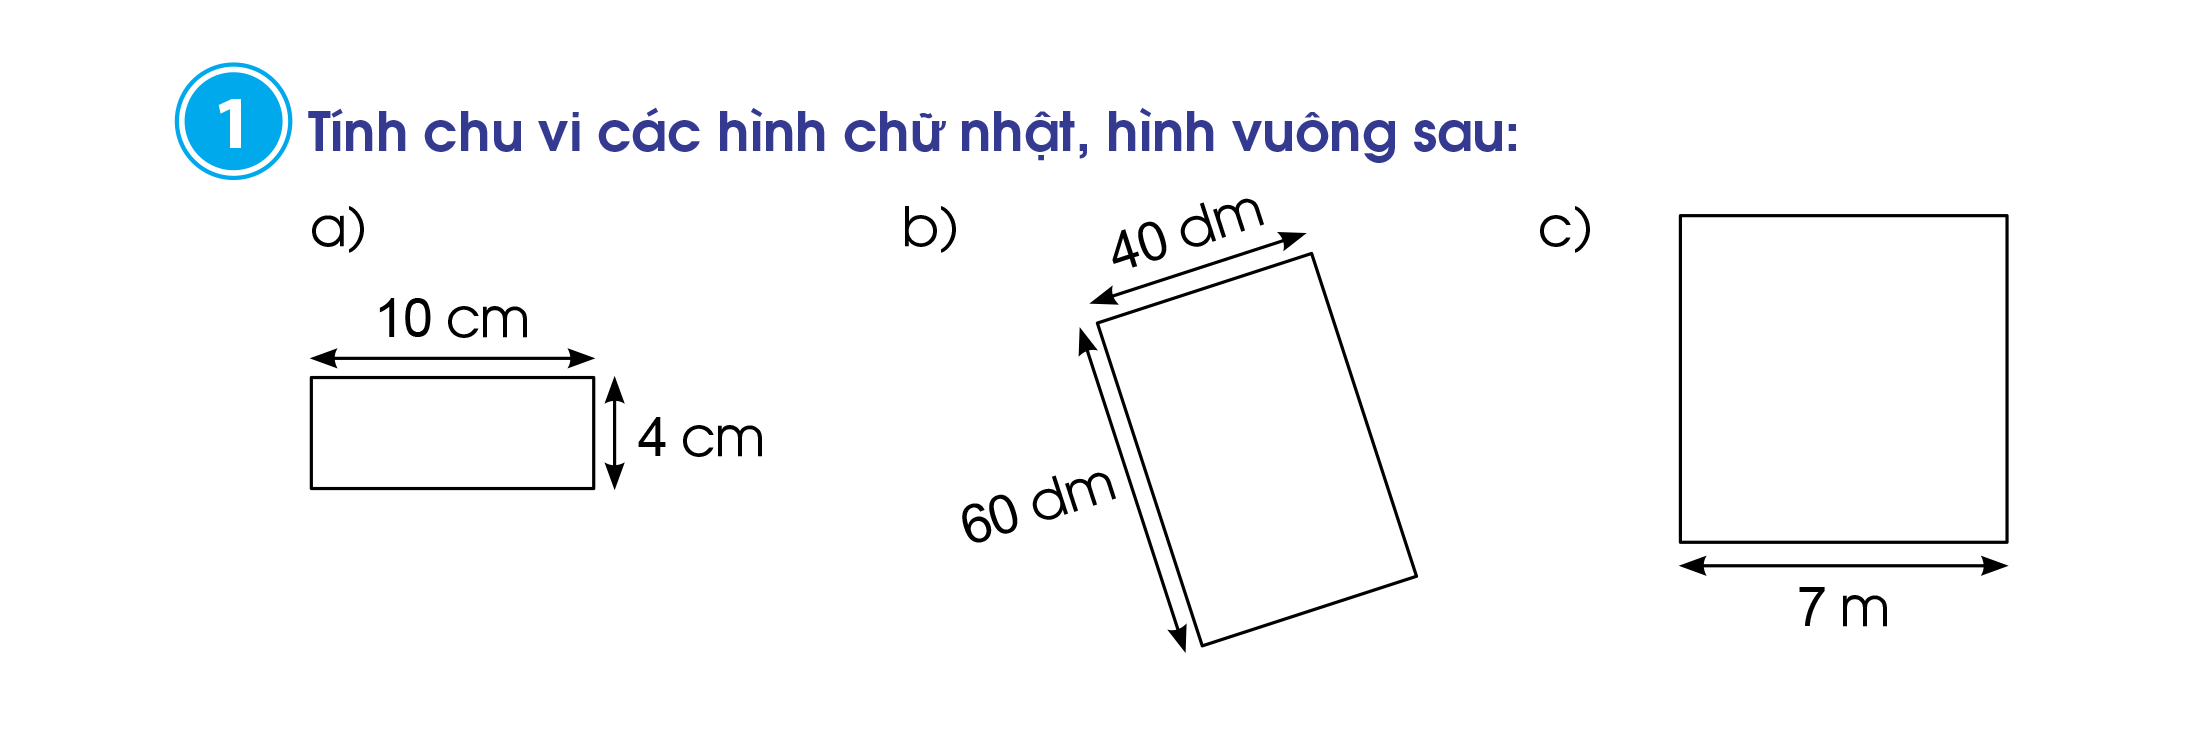 1 Tính chu vi các hình chữ nhật, hình vuông sau:
a)
10 cm
4 cm
b)
40 dm
60 dm
c)
7 m